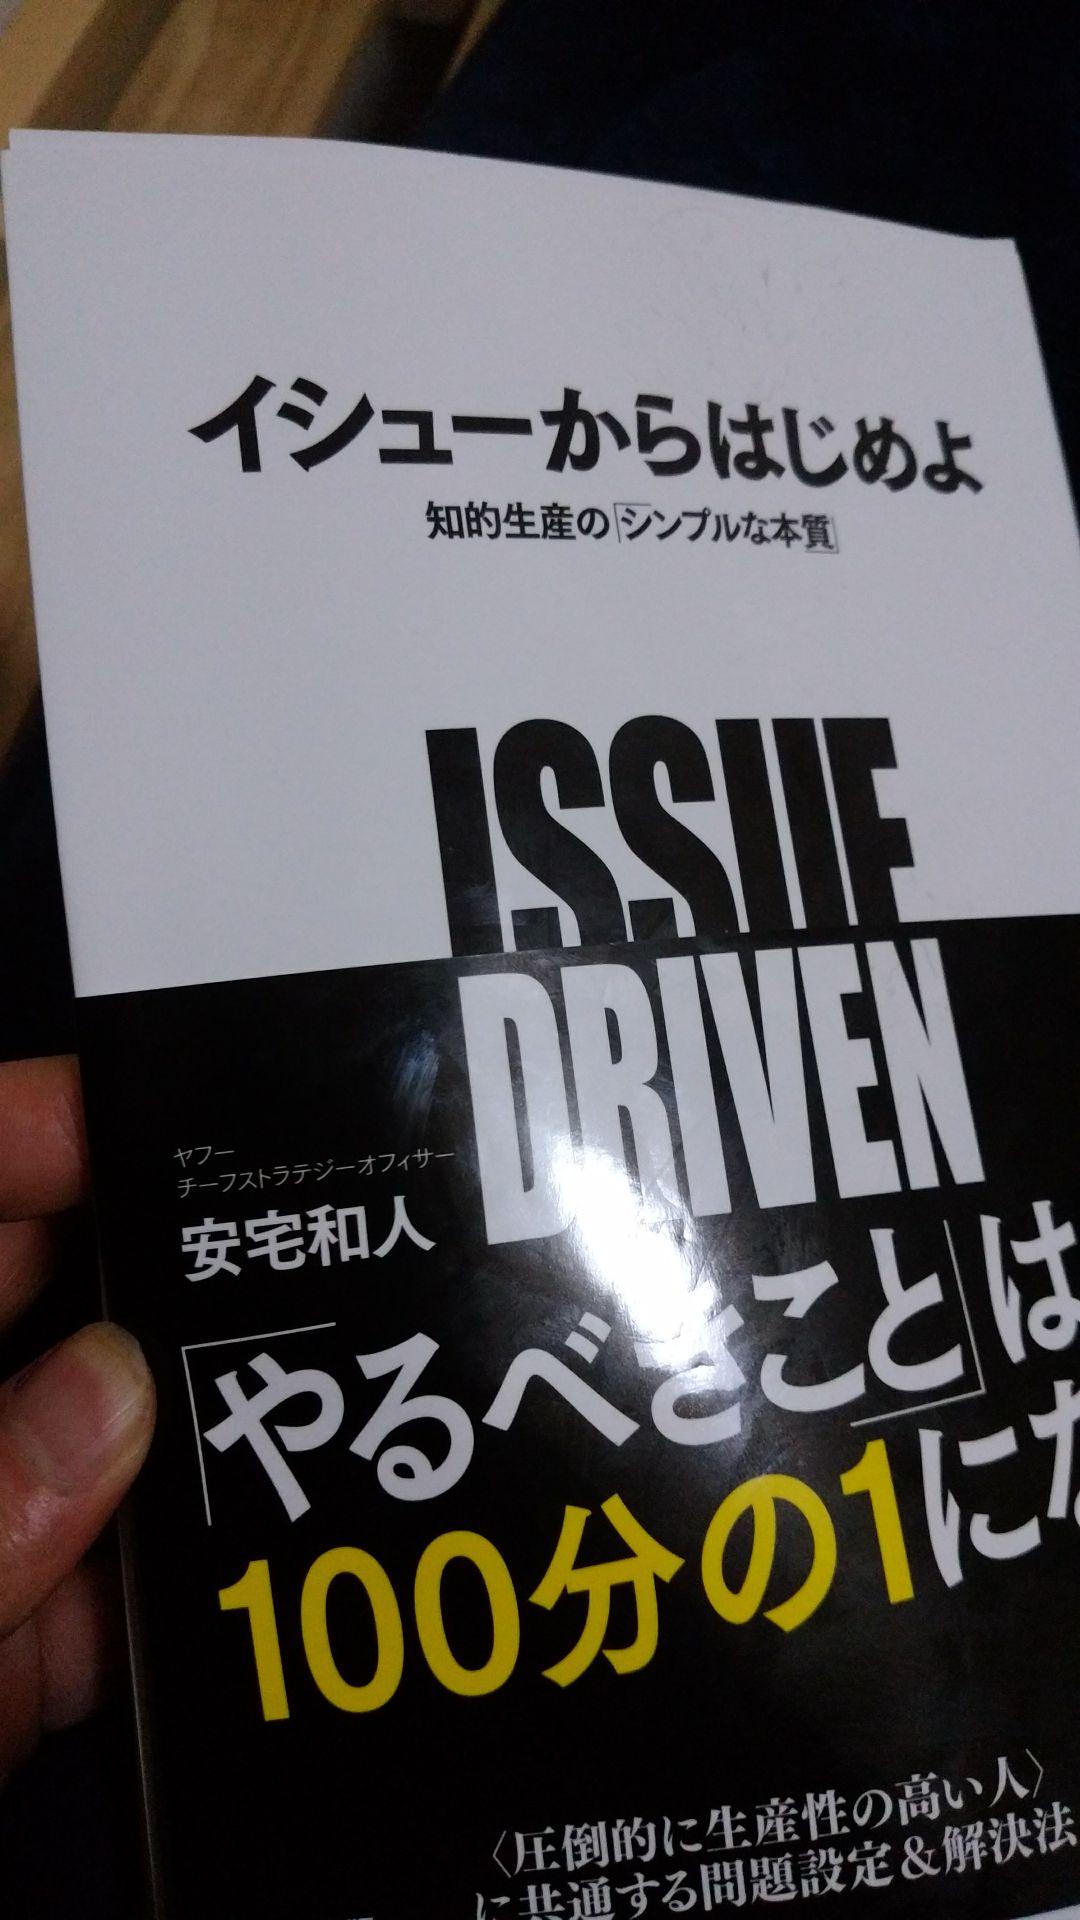 イシューからはじめよ
知的生産の「シンプルな本質」
ISSUE
DRIVEN
ヤフー
チーフストラテジーオフィサー
安宅和人
「やるべきこと」は
100分の1にな
〈圧倒的に生産性の高い人〉
に共通する問題設定&解決法